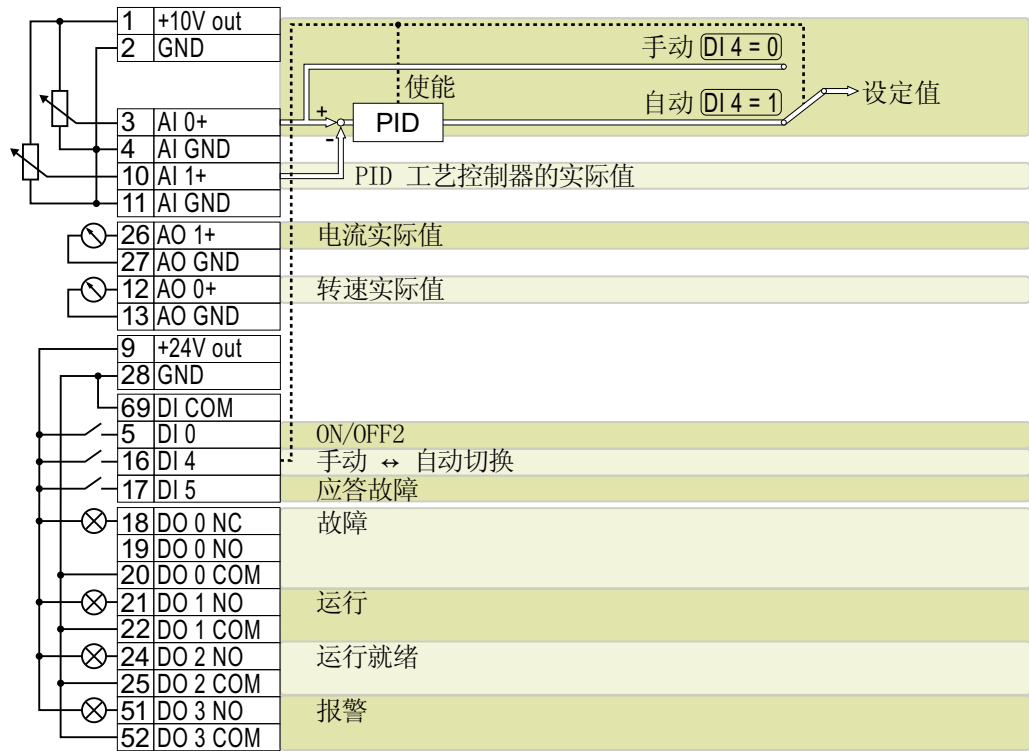 1 +10V out
2 GND
手动 DI 4 = 0
使能
自动 DI 4 = 1
设定值
+
PID
3 AI 0+
-
4 AI GND
10 AI 1+ PID 工艺控制器的实际值
11 AI GND
26 AO 1+ 电流实际值
27 AO GND
12 AO 0+ 转速实际值
13 AO GND
9 +24V out
28 GND
69 DI COM
5 DI 0 ON/OFF2
16 DI 4 手动 ↔ 自动切换
17 DI 5 应答故障
18 DO 0 NC 故障
19 DO 0 NO
20 DO 0 COM
21 DO 1 NO 运行
22 DO 1 COM
24 DO 2 NO 运行就绪
25 DO 2 COM
51 DO 3 NO 报警
52 DO 3 COM